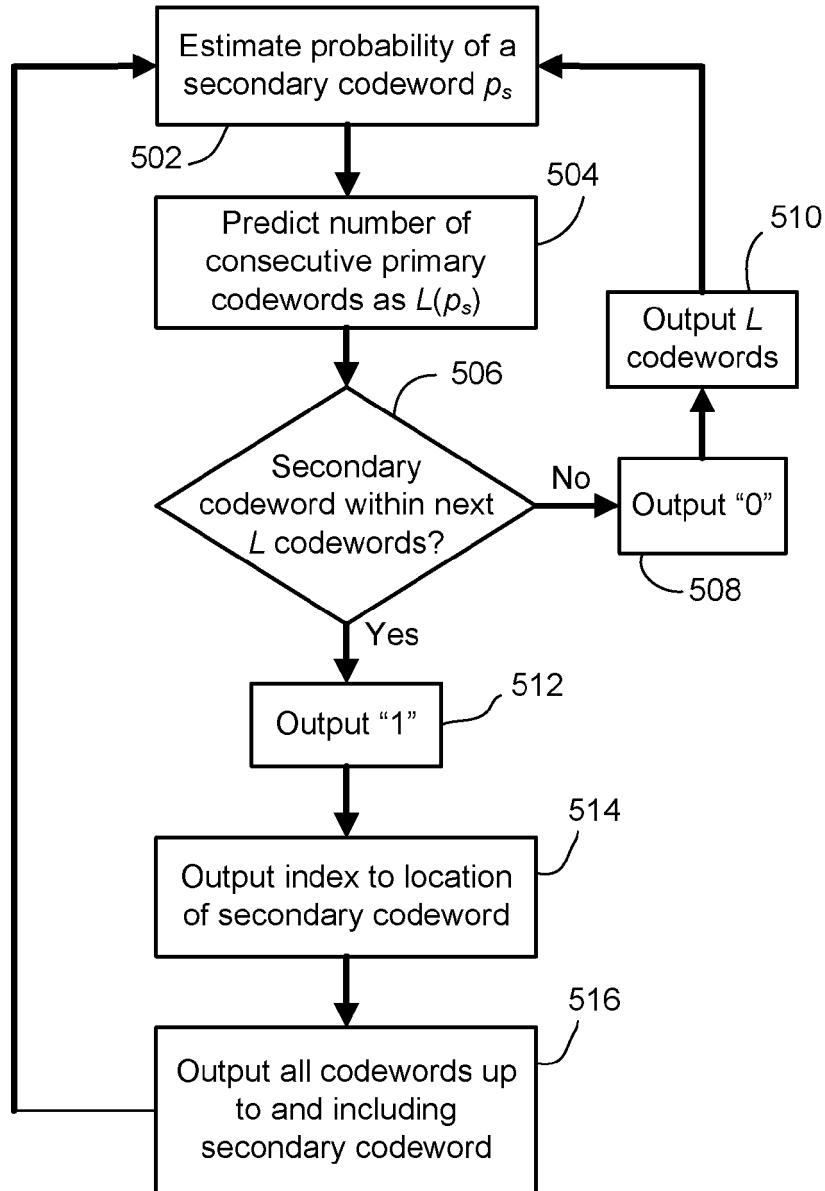 Estimate probability of a
secondary codeword pₛ
502
504
Predict number of
consecutive primary
codewords as L(pₛ)
510
Output L
codewords
506
Secondary
codeword within next
L codewords?
No
Output “0”
508
Yes
512
Output “1”
514
Output index to location
of secondary codeword
516
Output all codewords up
to and including
secondary codeword